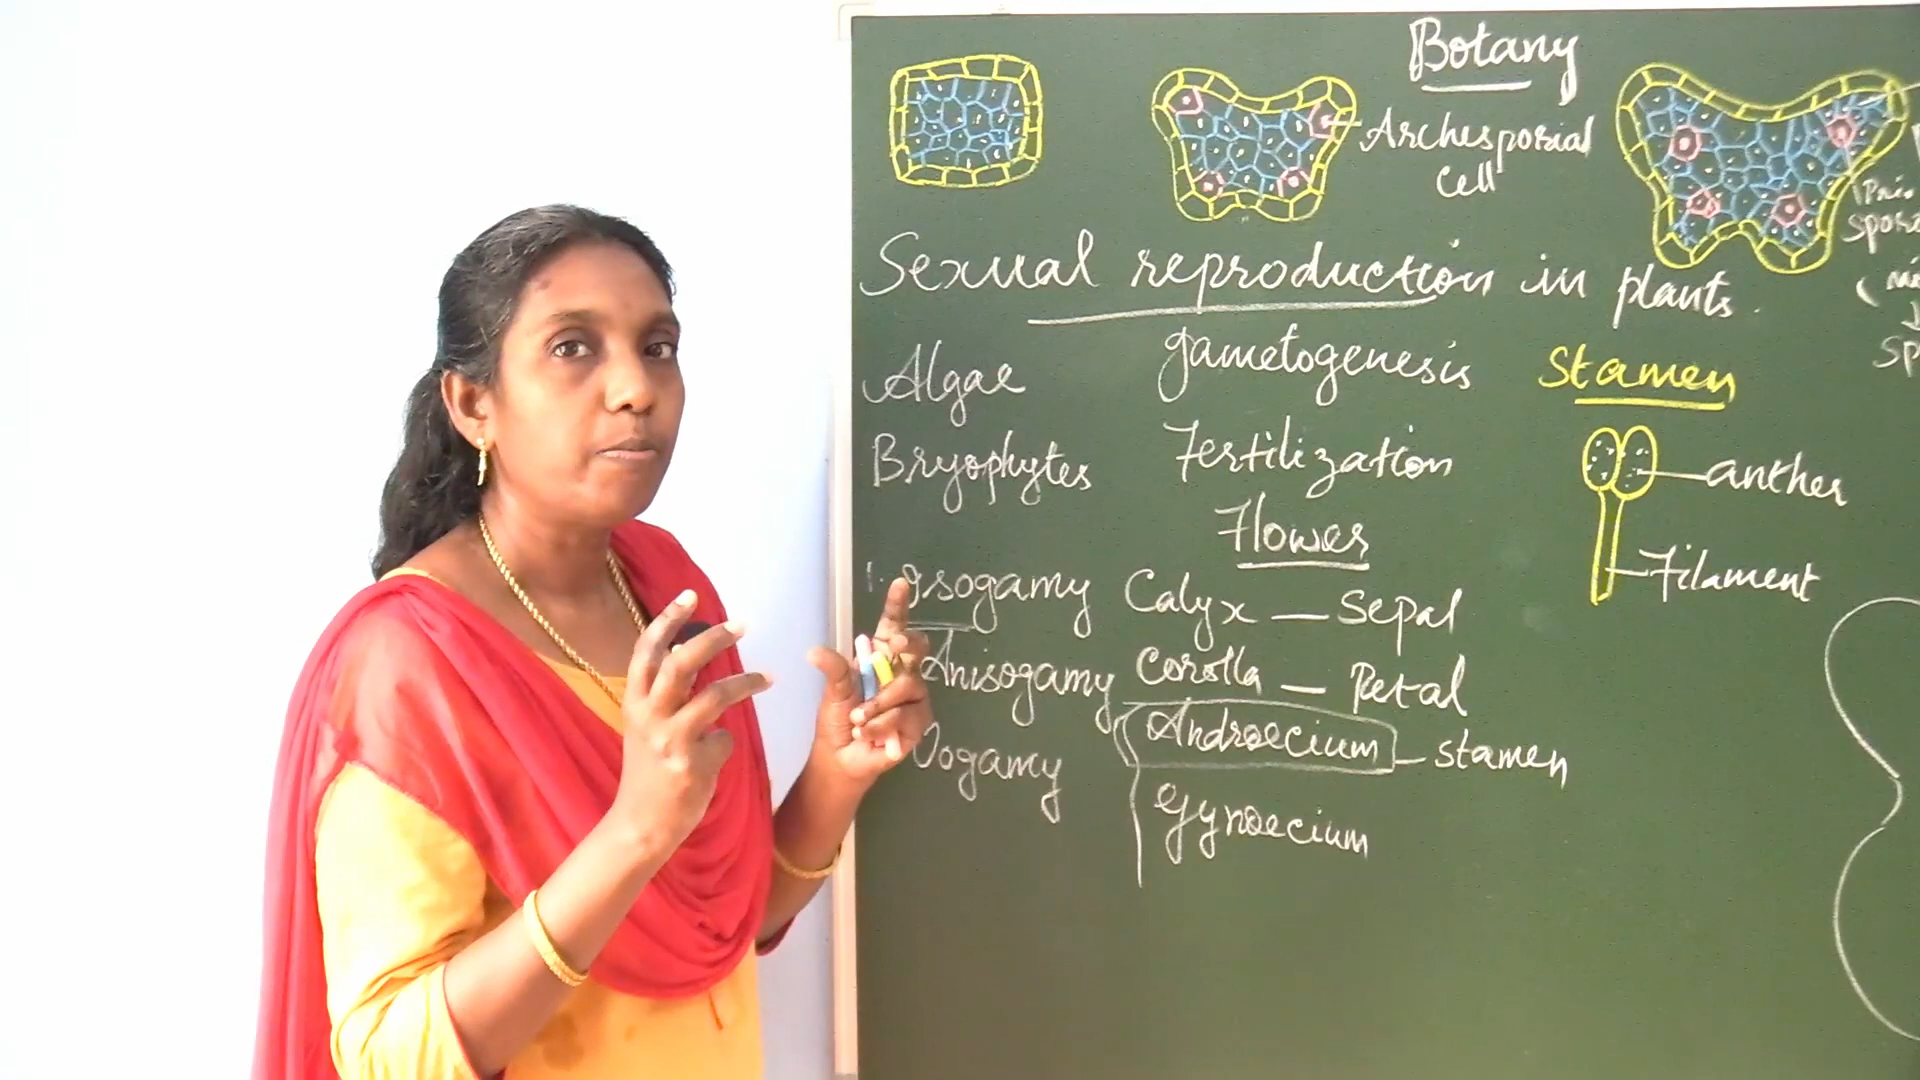 Botany
Archesporial
Cell
Sexual reproduction in plants.
Algae
Bryophytes
1. Isogamy
Anisogamy
Oogamy
gametogenesis
Fertilization
Flower
Calyx — Sepal
Corolla — Petal
Androecium — stamen
Gynoecium
Stamen
anther
Filament